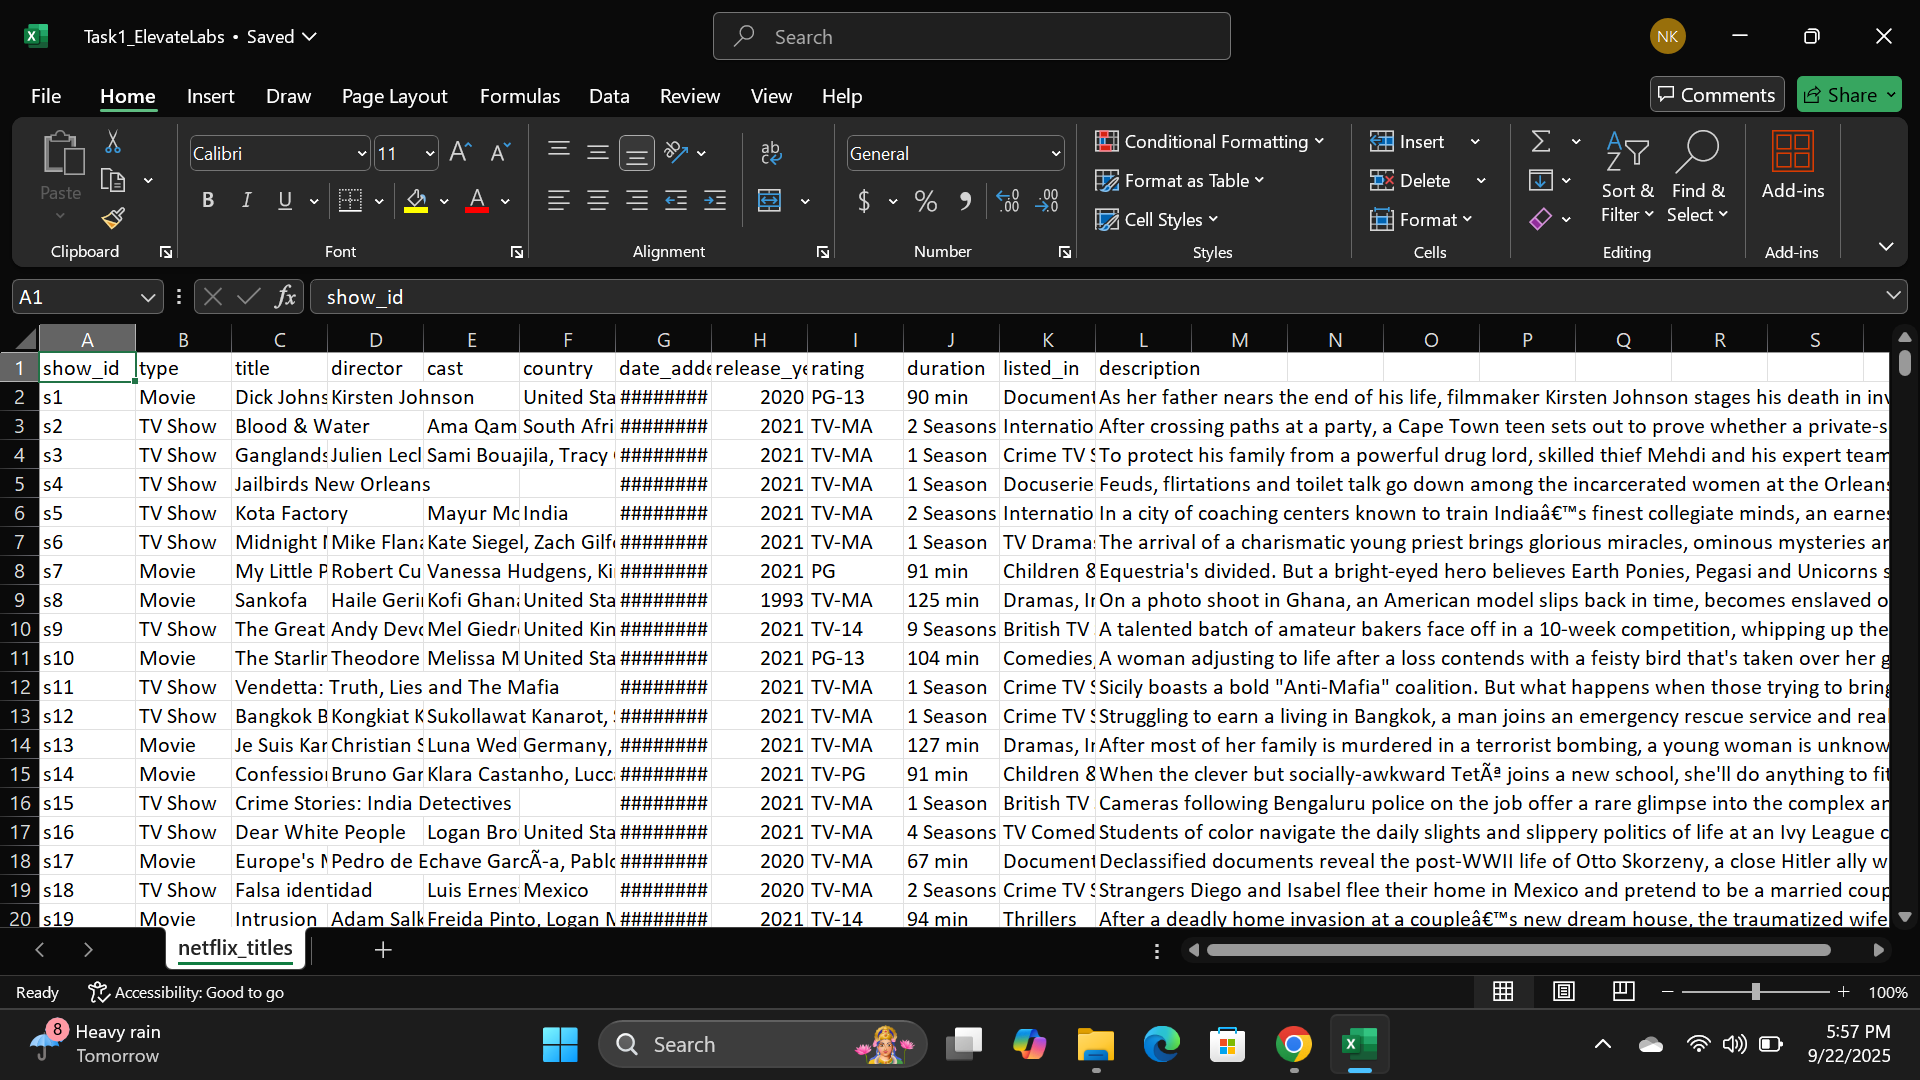 Task1_ElevateLabs • Saved
Search
NK
File Home Insert Draw Page Layout Formulas Data Review View Help
Comments Share
Paste
Clipboard
Calibri 11
B I U
Font
ab
Alignment
General
$ % 9 .00
Number
Conditional Formatting
Format as Table
Cell Styles
Styles
Insert
Delete
Format
Cells
Sort & Filter
Find & Select
Editing
Add-ins
Add-ins
A1 fx show_id
A B C D E F G H I J K L M N O P Q R S
1 show_id type title director cast country date_adde release_ye rating duration listed_in description
2 s1 Movie Dick Johns Kirsten Johnson United Sta ######## 2020 PG-13 90 min Document As her father nears the end of his life, filmmaker Kirsten Johnson stages his death in inv
3 s2 TV Show Blood & Water Ama Qam South Afri ######## 2021 TV-MA 2 Seasons Internatio After crossing paths at a party, a Cape Town teen sets out to prove whether a private-s
4 s3 TV Show Ganglands Julien Lecl Sami Bouajila, Tracy ######## 2021 TV-MA 1 Season Crime TV S To protect his family from a powerful drug lord, skilled thief Mehdi and his expert team
5 s4 TV Show Jailbirds New Orleans ######## 2021 TV-MA 1 Season Docuserie Feuds, flirtations and toilet talk go down among the incarcerated women at the Orleans
6 s5 TV Show Kota Factory Mayur Mo India ######## 2021 TV-MA 2 Seasons Internatio In a city of coaching centers known to train Indiaâ€™s finest collegiate minds, an earnes
7 s6 TV Show Midnight Mike Flana Kate Siegel, Zach Gilf ######## 2021 TV-MA 1 Season TV Dramas The arrival of a charismatic young priest brings glorious miracles, ominous mysteries an
8 s7 Movie My Little P Robert Cu Vanessa Hudgens, Ki ######## 2021 PG 91 min Children & Equestria's divided. But a bright-eyed hero believes Earth Ponies, Pegasi and Unicorns s
9 s8 Movie Sankofa Haile Geri Kofi Ghana United Sta ######## 1993 TV-MA 125 min Dramas, In On a photo shoot in Ghana, an American model slips back in time, becomes enslaved o
10 s9 TV Show The Great Andy Devo Mel Giedr United Kin ######## 2021 TV-14 9 Seasons British TV A talented batch of amateur bakers face off in a 10-week competition, whipping up the
11 s10 Movie The Starlin Theodore Melissa M United Sta ######## 2021 PG-13 104 min Comedies, A woman adjusting to life after a loss contends with a feisty bird that's taken over her g
12 s11 TV Show Vendetta: Truth, Lies and The Mafia ######## 2021 TV-MA 1 Season Crime TV S Sicily boasts a bold "Anti-Mafia" coalition. But what happens when those trying to bring
13 s12 TV Show Bangkok B Kongkiat K Sukollawat Kanarot, S ######## 2021 TV-MA 1 Season Crime TV S Struggling to earn a living in Bangkok, a man joins an emergency rescue service and rea
14 s13 Movie Je Suis Kar Christian S Luna Wed Germany, ######## 2021 TV-MA 127 min Dramas, In After most of her family is murdered in a terrorist bombing, a young woman is unknow
15 s14 Movie Confession Bruno Gar Klara Castanho, Lucc ######## 2021 TV-PG 91 min Children & When the clever but socially-awkward TetÃª joins a new school, she'll do anything to fit
16 s15 TV Show Crime Stories: India Detectives ######## 2021 TV-MA 1 Season British TV Cameras following Bengaluru police on the job offer a rare glimpse into the complex an
17 s16 TV Show Dear White People Logan Bro United Sta ######## 2021 TV-MA 4 Seasons TV Comed Students of color navigate the daily slights and slippery politics of life at an Ivy League c
18 s17 Movie Europe's M Pedro de Echave GarcÃ-a, Pablo ######## 2020 TV-MA 67 min Document Declassified documents reveal the post-WWII life of Otto Skorzeny, a close Hitler ally w
19 s18 TV Show Falsa identidad Luis Ernes Mexico ######## 2020 TV-MA 2 Seasons Crime TV S Strangers Diego and Isabel flee their home in Mexico and pretend to be a married coup
20 s19 Movie Intrusion Adam Salk Freida Pinto, Logan M ######## 2021 TV-14 94 min Thrillers After a deadly home invasion at a coupleâ€™s new dream house, the traumatized wife
netflix_titles
Ready Accessibility: Good to go 100%
8 Heavy rain
Tomorrow
Search
5:57 PM
9/22/2025